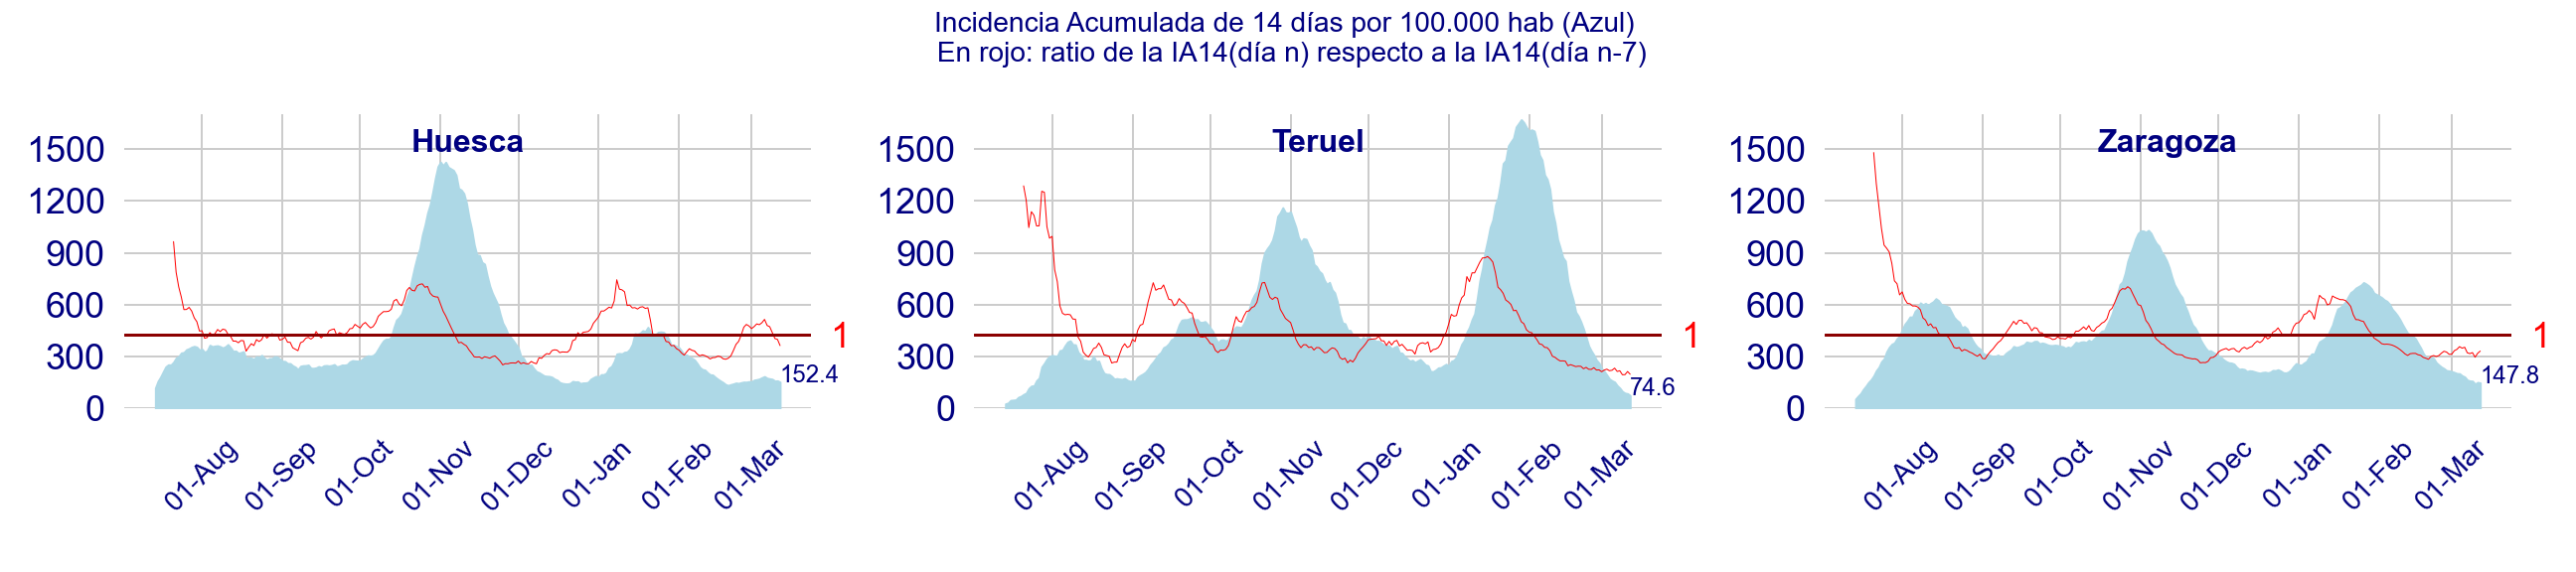 Incidencia Acumulada de 14 días por 100.000 hab (Azul)
En rojo: ratio de la IA14(día n) respecto a la IA14(día n-7)
Huesca
1500
1200
900
600
300
0
1
152.4
01-Aug
01-Sep
01-Oct
01-Nov
01-Dec
01-Jan
01-Feb
01-Mar
Teruel
1500
1200
900
600
300
0
1
74.6
01-Aug
01-Sep
01-Oct
01-Nov
01-Dec
01-Jan
01-Feb
01-Mar
Zaragoza
1500
1200
900
600
300
0
1
147.8
01-Aug
01-Sep
01-Oct
01-Nov
01-Dec
01-Jan
01-Feb
01-Mar